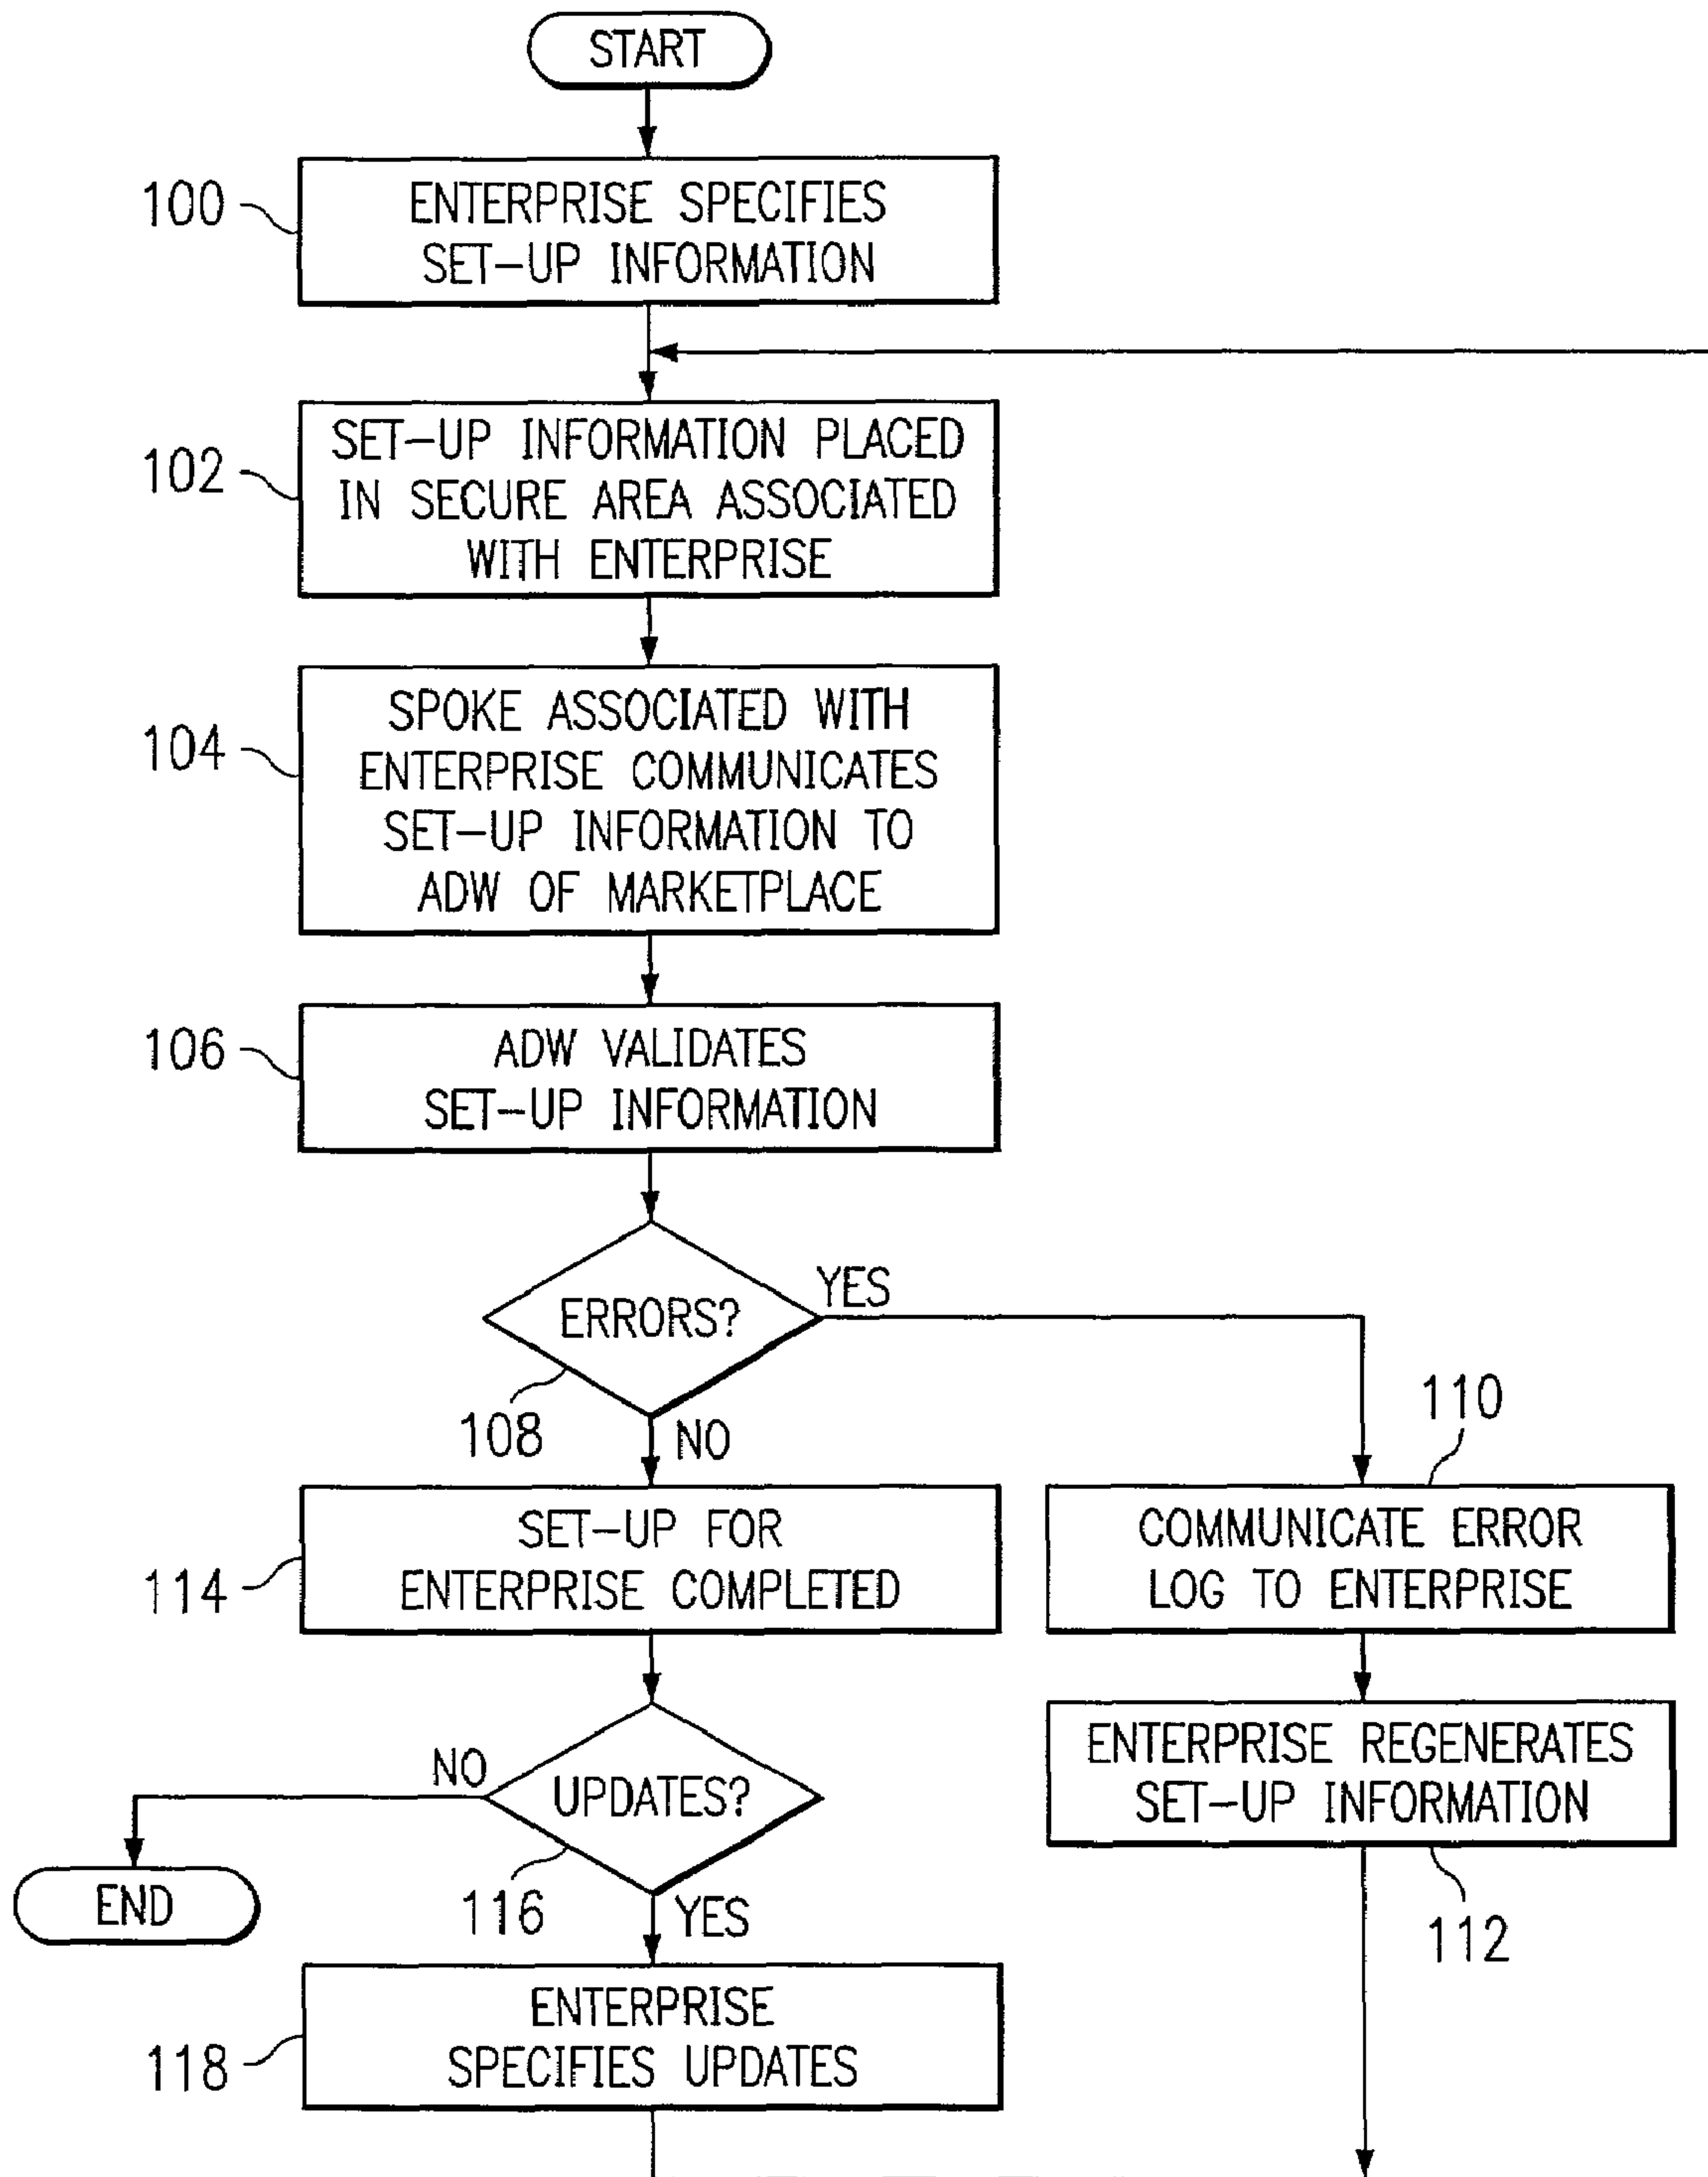 START
100
ENTERPRISE SPECIFIES
SET-UP INFORMATION
102
SET-UP INFORMATION PLACED
IN SECURE AREA ASSOCIATED
WITH ENTERPRISE
104
SPOKE ASSOCIATED WITH
ENTERPRISE COMMUNICATES
SET-UP INFORMATION TO
ADW OF MARKETPLACE
106
ADW VALIDATES
SET-UP INFORMATION
ERRORS?
YES
108
NO
110
114
SET-UP FOR
ENTERPRISE COMPLETED
COMMUNICATE ERROR
LOG TO ENTERPRISE
ENTERPRISE REGENERATES
SET-UP INFORMATION
112
NO
UPDATES?
116
YES
END
118
ENTERPRISE
SPECIFIES UPDATES